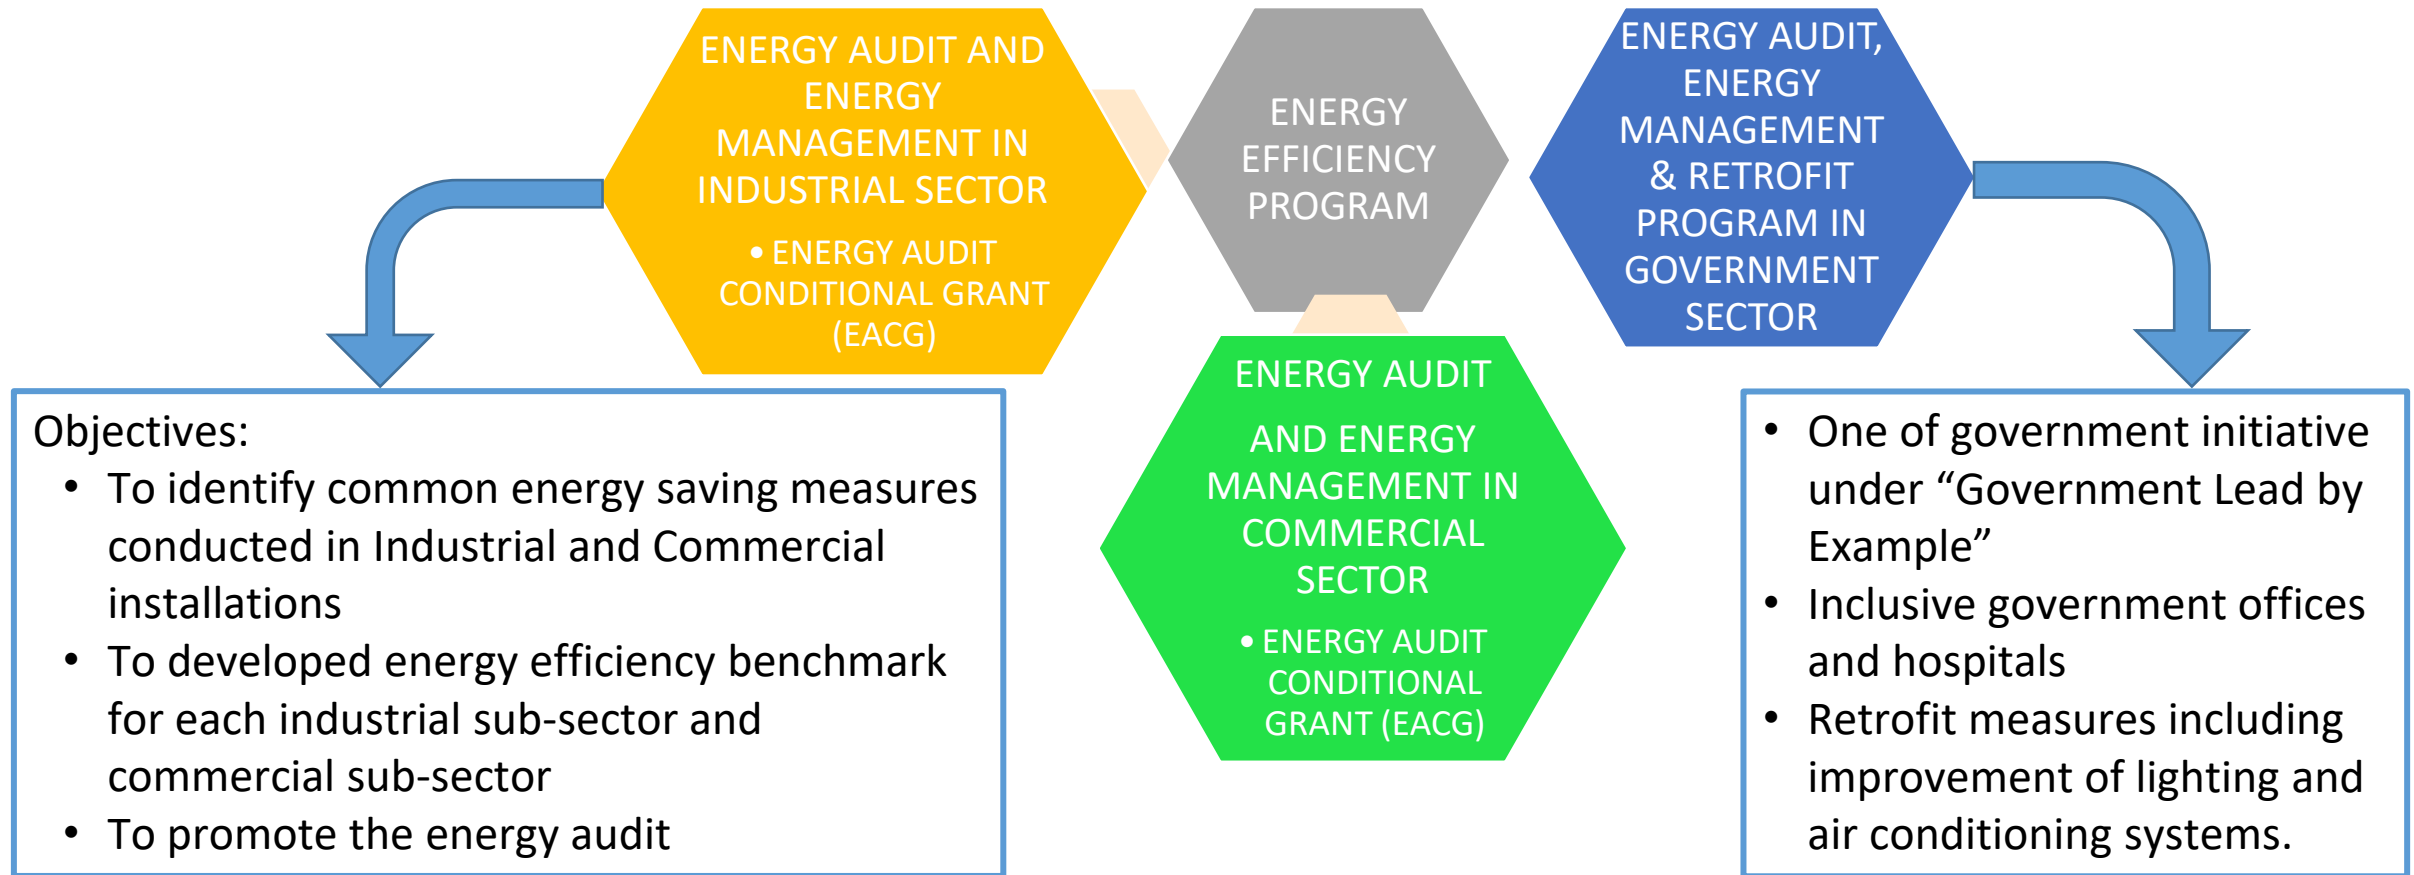 ENERGY AUDIT AND
ENERGY
MANAGEMENT IN
INDUSTRIAL SECTOR
• ENERGY AUDIT
CONDITIONAL GRANT
(EACG)
ENERGY
EFFICIENCY
PROGRAM
ENERGY AUDIT,
ENERGY
MANAGEMENT
& RETROFIT
PROGRAM IN
GOVERNMENT
SECTOR
ENERGY AUDIT
AND ENERGY
MANAGEMENT IN
COMMERCIAL
SECTOR
• ENERGY AUDIT
CONDITIONAL
GRANT (EACG)
Objectives:
• To identify common energy saving measures
conducted in Industrial and Commercial
installations
• To developed energy efficiency benchmark
for each industrial sub-sector and
commercial sub-sector
• To promote the energy audit
• One of government initiative
under “Government Lead by
Example”
• Inclusive government offices
and hospitals
• Retrofit measures including
improvement of lighting and
air conditioning systems.